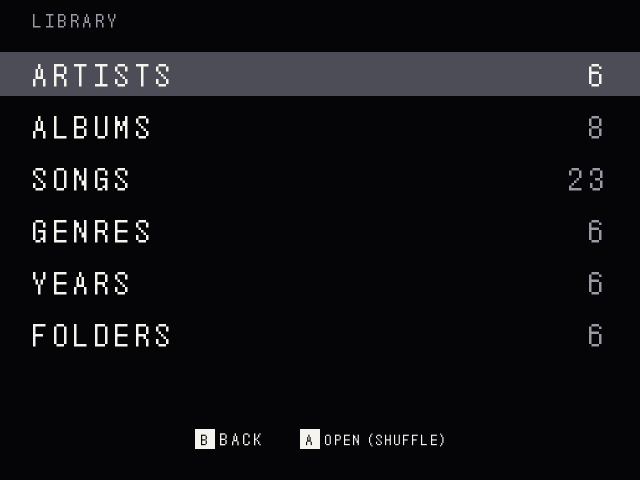 LIBRARY
ARTISTS 6
ALBUMS 8
SONGS 23
GENRES 6
YEARS 6
FOLDERS 6
B BACK A OPEN (SHUFFLE)